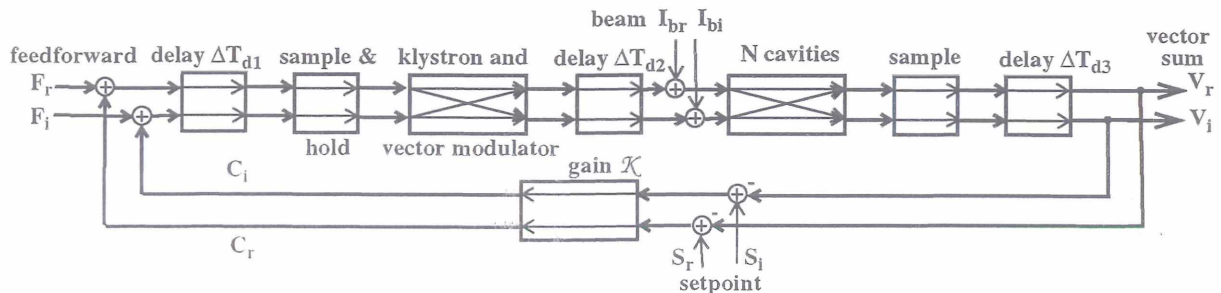 beam I_br I_bi
feedforward delay ΔT_d1 sample & klystron and delay ΔT_d2 N cavities sample delay ΔT_d3 vector sum
F_r + + V_r
F_i + + V_i
hold vector modulator
C_i gain K
+ -
+ -
C_r
S_r S_i
setpoint